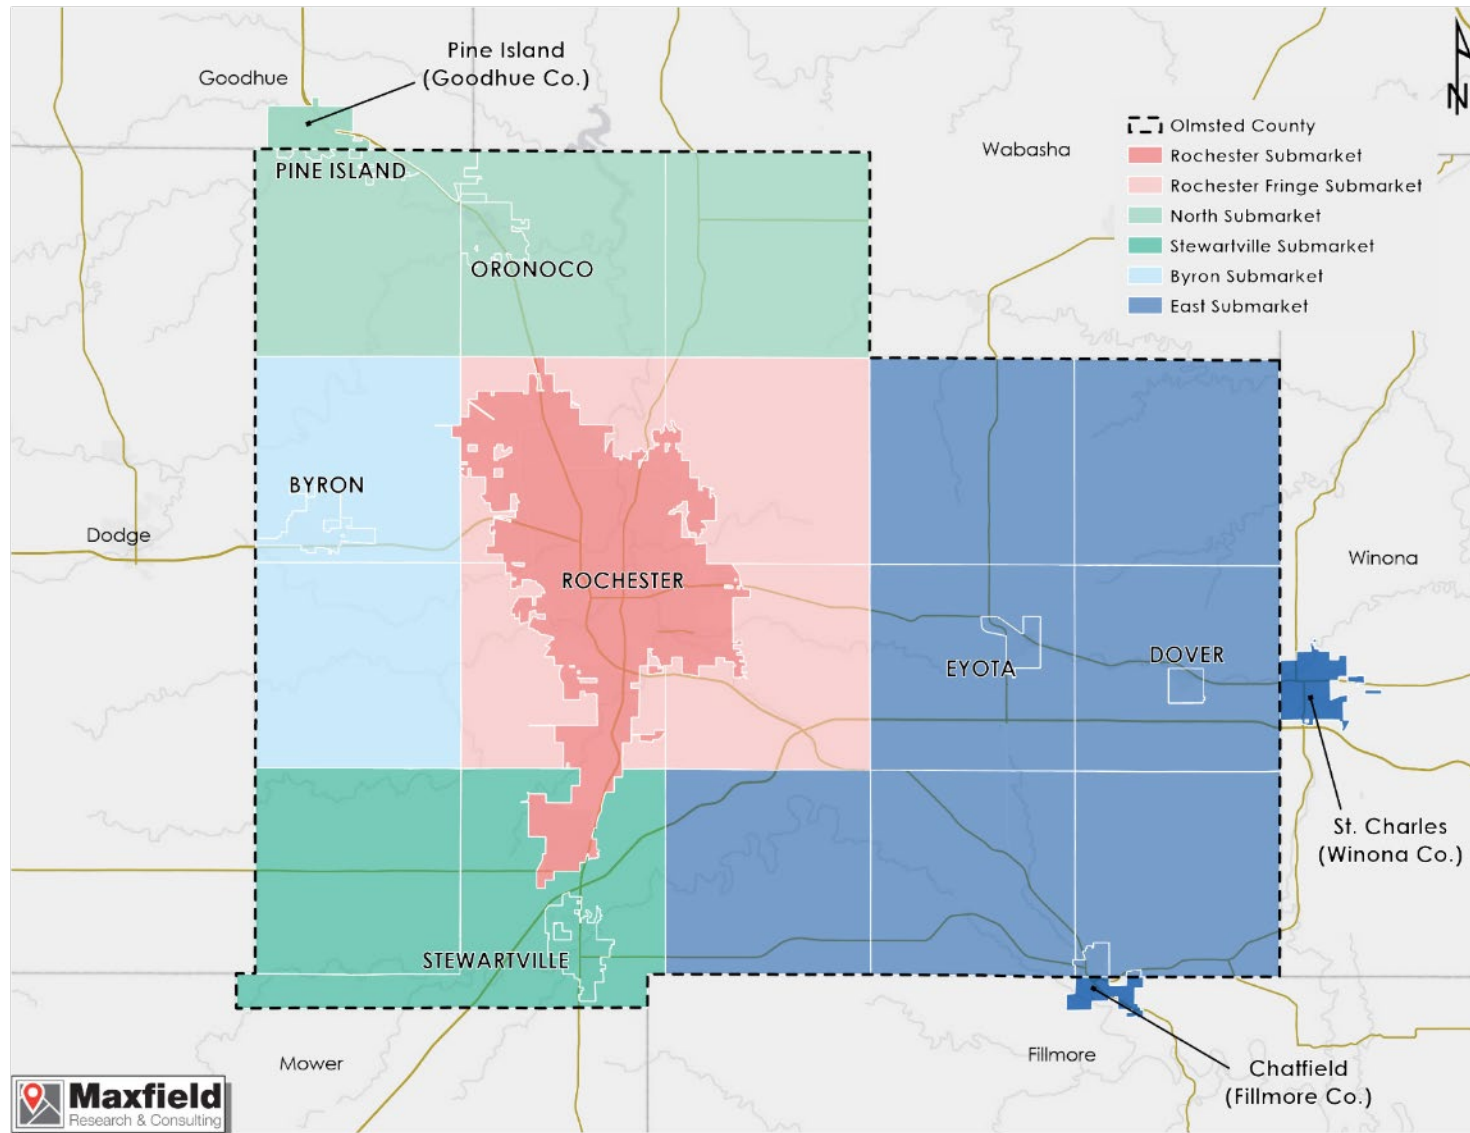 Pine Island
(Goodhue Co.)
Goodhue
N
Olmsted County
Wabasha
Rochester Submarket
PINE ISLAND
Rochester Fringe Submarket
North Submarket
Stewartville Submarket
ORONOCO
Byron Submarket
East Submarket
BYRON
Dodge
Winona
ROCHESTER
DOVER
EYOTA
St. Charles
(Winona Co.)
STEWARTVILLE
Mower
Fillmore
Chatfield
(Fillmore Co.)
Maxfield
Research & Consulting